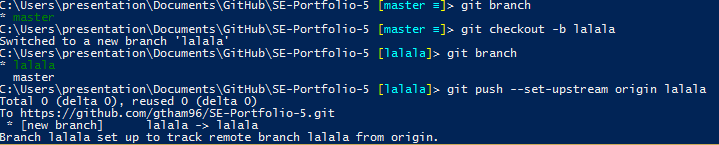 C:\Users\presentation\Documents\GitHub\SE-Portfolio-5 [master ≡]> git branch
* master
C:\Users\presentation\Documents\GitHub\SE-Portfolio-5 [master ≡]> git checkout -b lalala
Switched to a new branch 'lalala'
C:\Users\presentation\Documents\GitHub\SE-Portfolio-5 [lalala]> git branch
* lalala
  master
C:\Users\presentation\Documents\GitHub\SE-Portfolio-5 [lalala]> git push --set-upstream origin lalala
Total 0 (delta 0), reused 0 (delta 0)
To https://github.com/gtham96/SE-Portfolio-5.git
 * [new branch]      lalala -> lalala
Branch lalala set up to track remote branch lalala from origin.